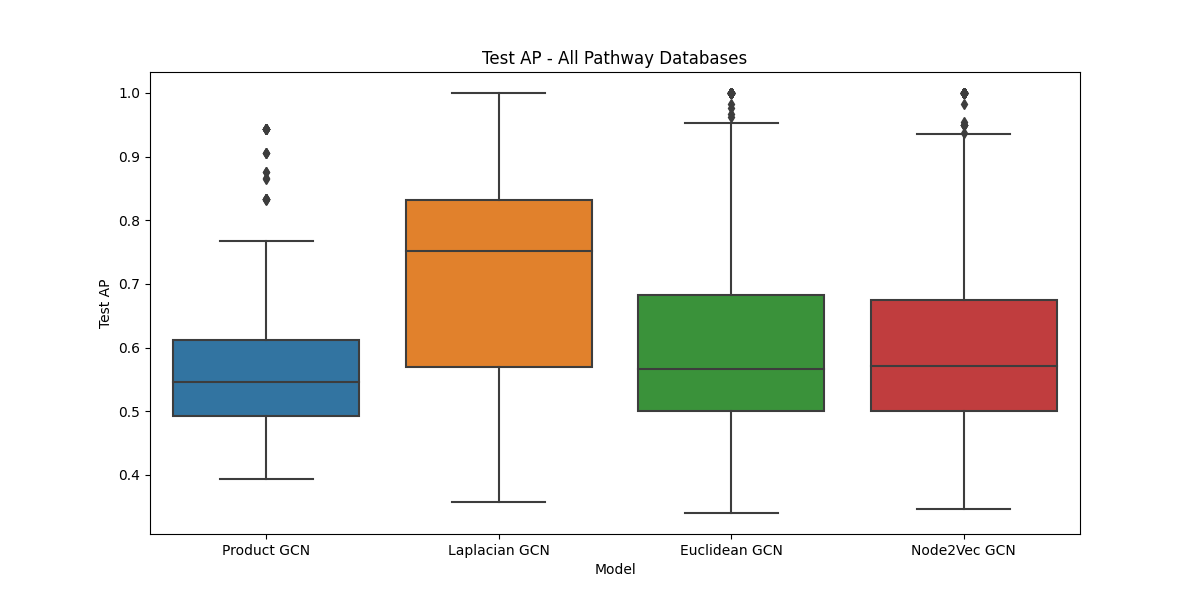 Test AP - All Pathway Databases
1.0
0.9
0.8
0.7
0.6
0.5
0.4
Test AP
Product GCN
Laplacian GCN
Euclidean GCN
Node2Vec GCN
Model